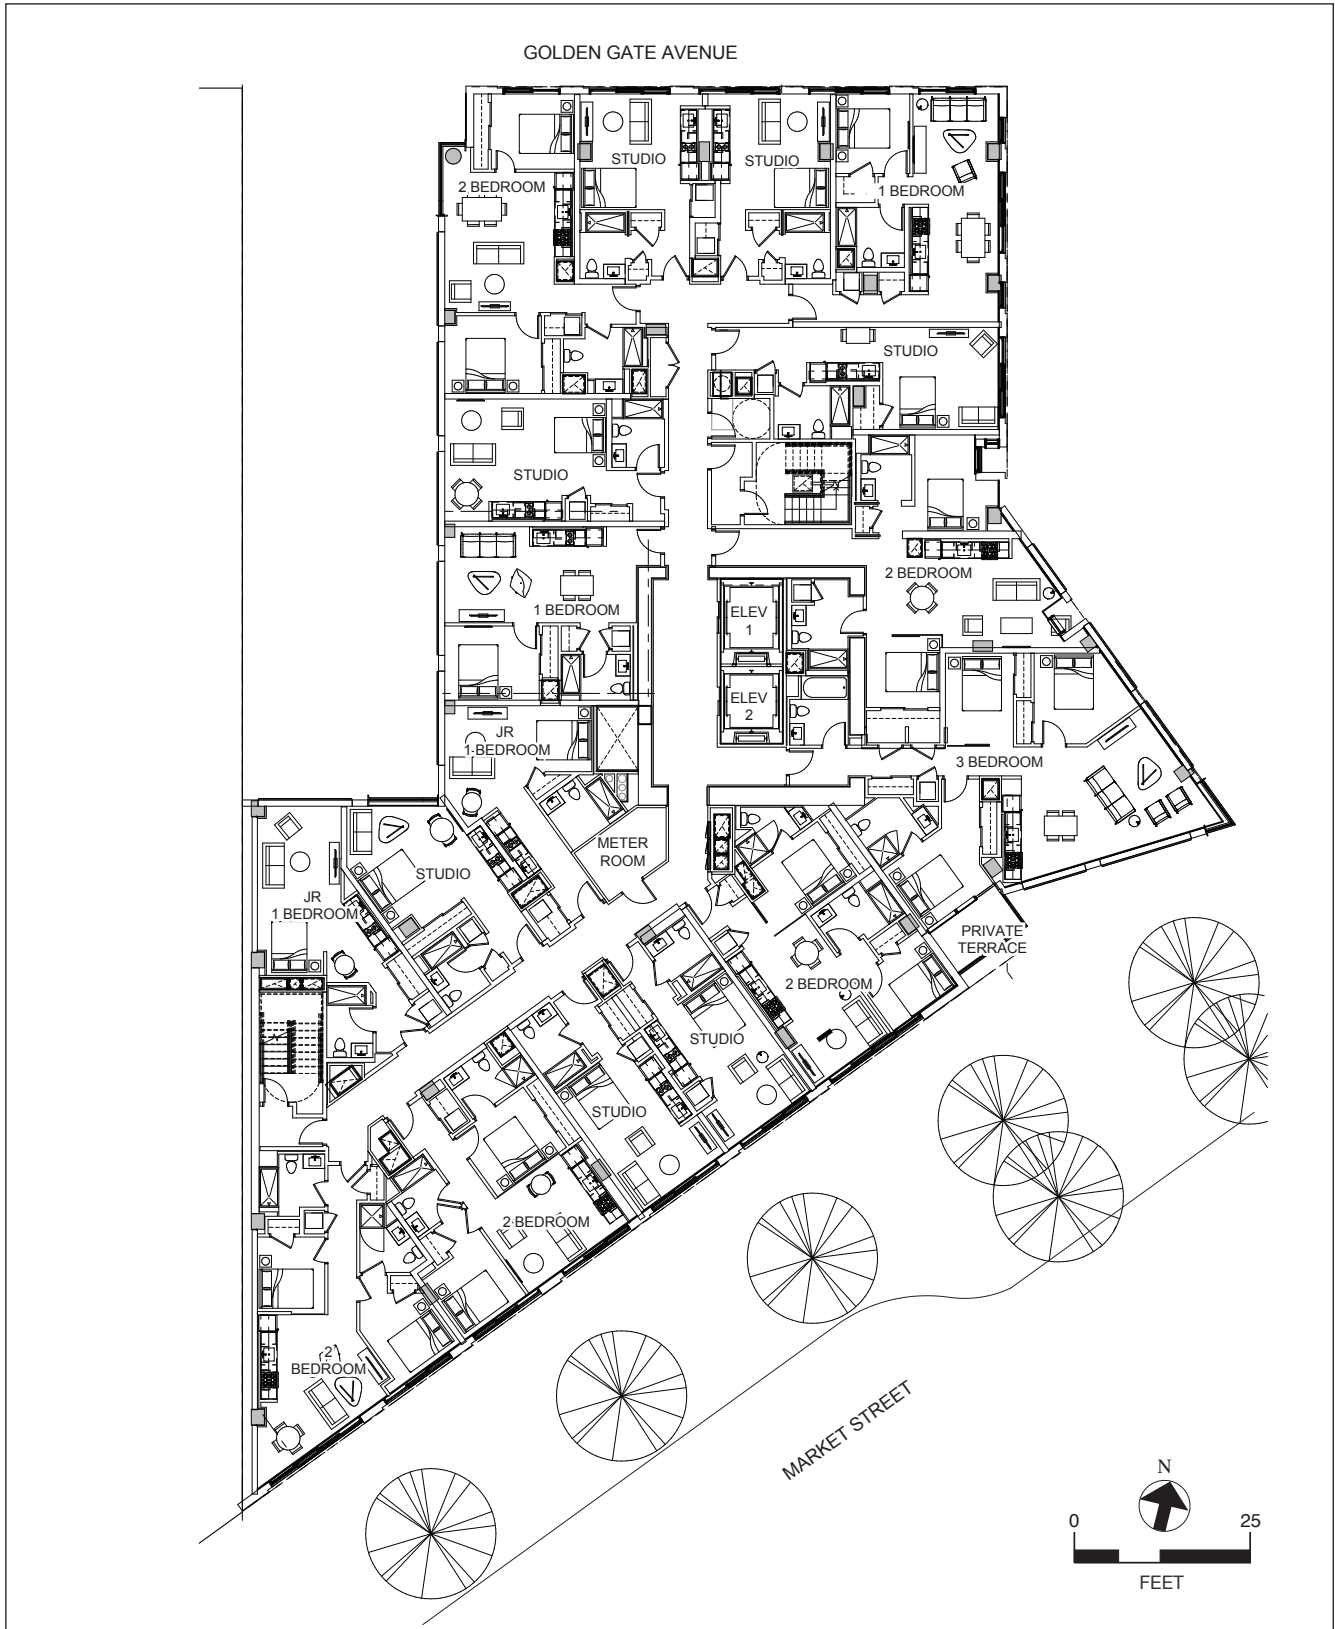 GOLDEN GATE AVENUE
STUDIO
STUDIO
2 BEDROOM
1 BEDROOM
STUDIO
STUDIO
2 BEDROOM
1 BEDROOM
ELEV
1
ELEV
2
JR
1 BEDROOM
3 BEDROOM
METER
ROOM
STUDIO
JR
1 BEDROOM
PRIVATE
TERRACE
2 BEDROOM
STUDIO
STUDIO
2 BEDROOM
2
BEDROOM
MARKET STREET
N
0 25
FEET